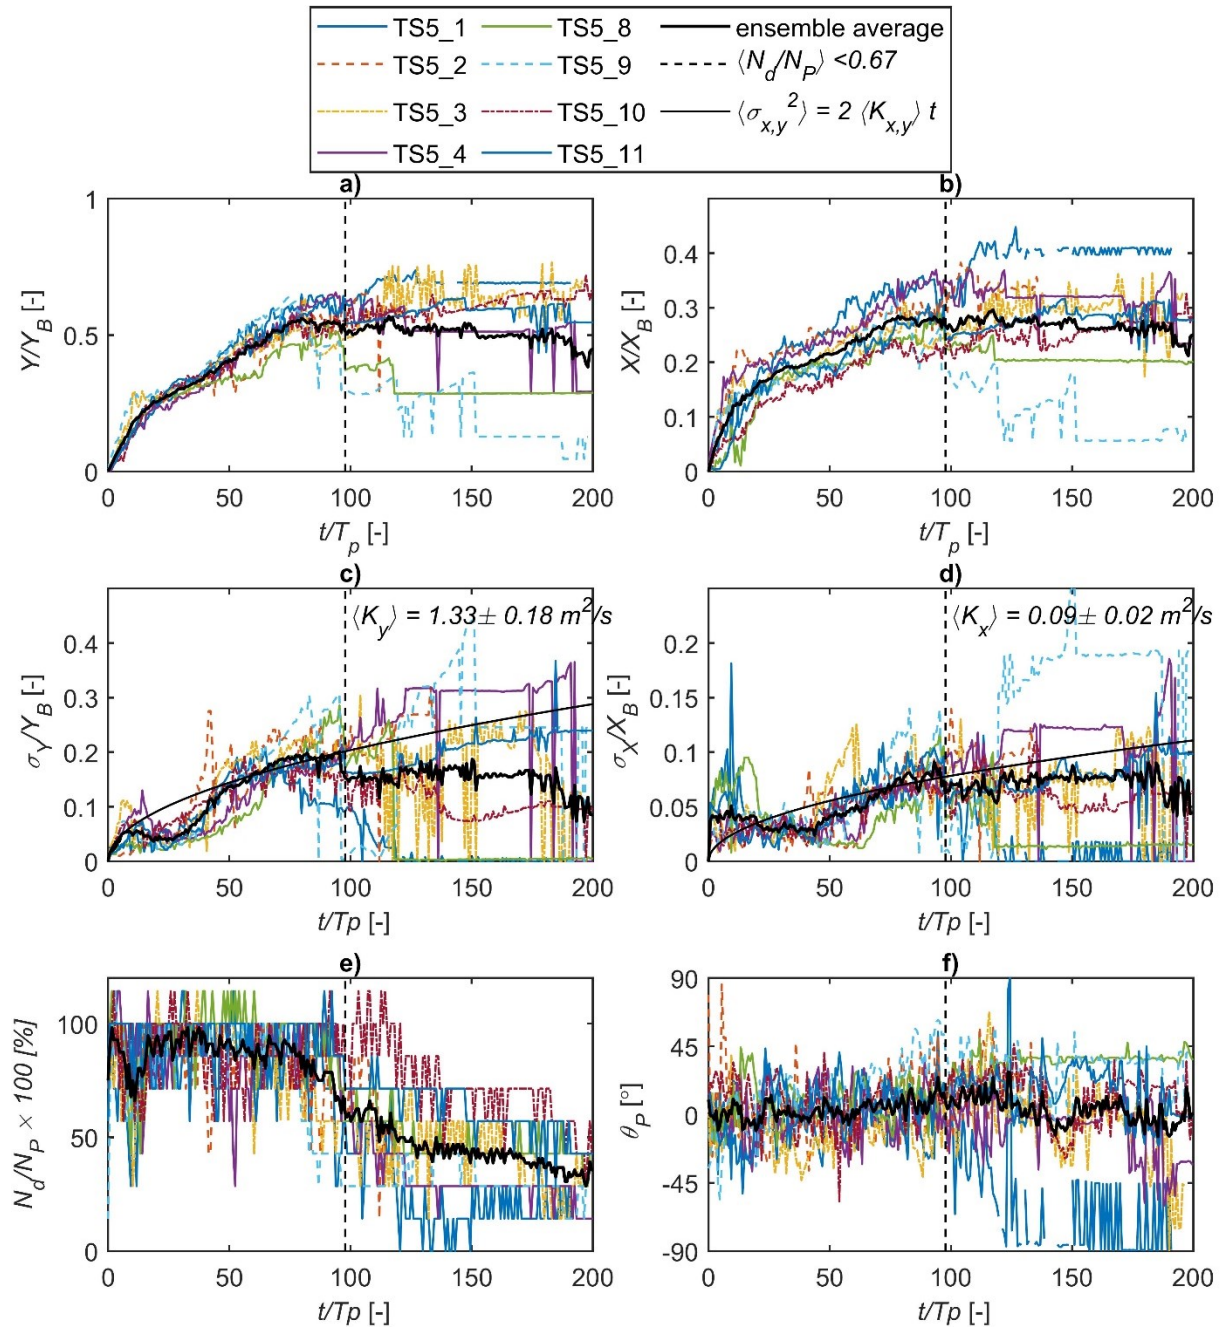 TS5_1 TS5_8 ensemble average
TS5_2 TS5_9 ⟨N_d/N_P⟩ <0.67
TS5_3 TS5_10 ⟨σ_{x,y}^2⟩ = 2 ⟨K_{x,y}⟩ t
TS5_4 TS5_11
a)
1
0.5
0
Y/Y_B [-]
0 50 100 150 200
t/T_p [-]
b)
0.4
0.3
0.2
0.1
0
X/X_B [-]
0 50 100 150 200
t/T_p [-]
c)
⟨K_y⟩ = 1.33± 0.18 m^2/s
0.4
0.3
0.2
0.1
0
σ_Y/Y_B [-]
0 50 100 150 200
t/Tp [-]
d)
⟨K_x⟩ = 0.09± 0.02 m^2/s
0.2
0.15
0.1
0.05
0
σ_X/X_B [-]
0 50 100 150 200
t/Tp [-]
e)
100
50
0
N_d/N_P × 100 [%]
0 50 100 150 200
t/Tp [-]
f)
90
45
0
-45
-90
θ_P [°]
0 50 100 150 200
t/Tp [-]